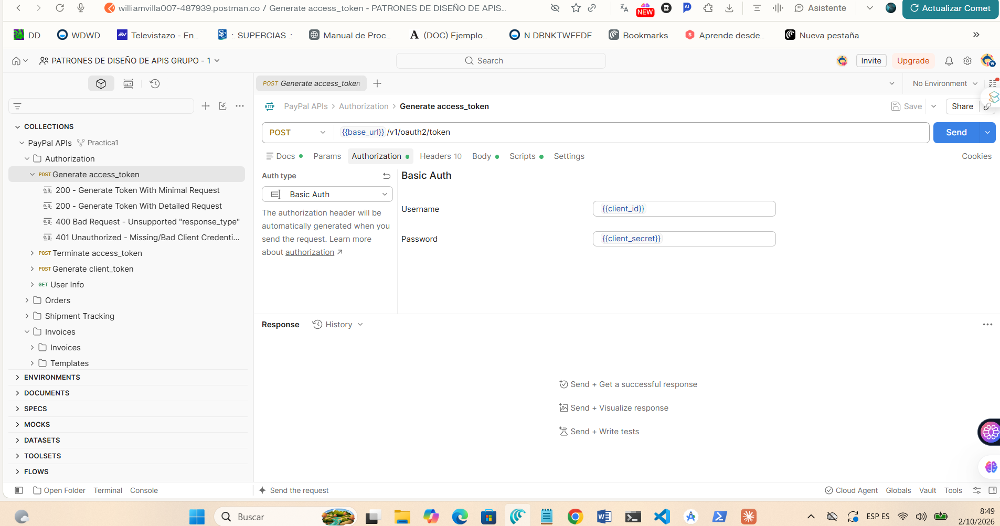 williamvilla007-487939.postman.co / Generate access_token - PATRONES DE DISEÑO DE APIS...
NEW
AI
Asistente
Actualizar Comet
DD
WDWD
Televistazo - En...
:. SUPERCIAS .:
Manual de Proc...
(DOC) Ejemplo...
N DBNKTWFFDF
Bookmarks
Aprende desde...
Nueva pestaña
PATRONES DE DISEÑO DE APIS GRUPO - 1
Search
Invite
Upgrade
POST Generate access_token
No Environment
HTTP
PayPal APIs > Authorization > Generate access_token
Save
Share
COLLECTIONS
PayPal APIs Practica1
Authorization
POST Generate access_token
e.g. 200 - Generate Token With Minimal Request
e.g. 200 - Generate Token With Detailed Request
e.g. 400 Bad Request - Unsupported "response_type"
e.g. 401 Unauthorized - Missing/Bad Client Credenti...
POST Terminate access_token
POST Generate client_token
GET User Info
Orders
Shipment Tracking
Invoices
Invoices
Templates
ENVIRONMENTS
DOCUMENTS
SPECS
MOCKS
DATASETS
TOOLSETS
FLOWS
POST
{{base_url}} /v1/oauth2/token
Send
Docs
Params
Authorization
Headers 10
Body
Scripts
Settings
Cookies
Auth type
Basic Auth
The authorization header will be
automatically generated when you
send the request. Learn more
about authorization
Basic Auth
Username
{{client_id}}
Password
{{client_secret}}
Response
History
Send + Get a successful response
Send + Visualize response
Send + Write tests
Open Folder
Terminal
Console
Send the request
Cloud Agent
Globals
Vault
Tools
Buscar
ESP ES
8:49
2/10/2026